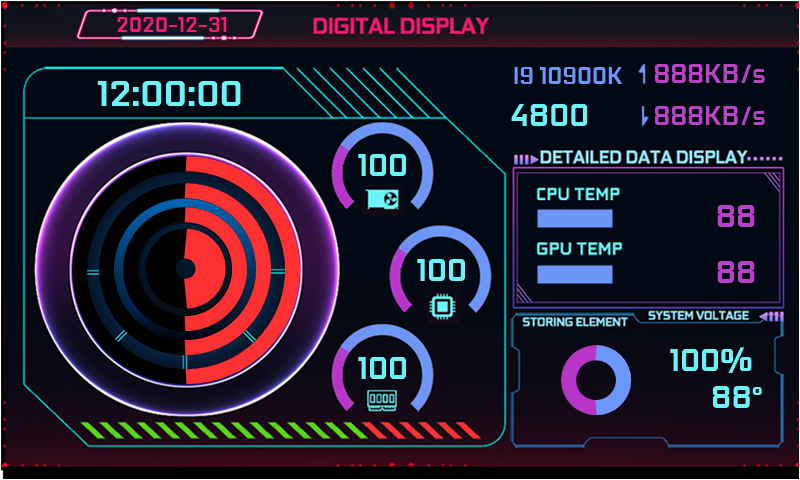 2020-12-31
DIGITAL DISPLAY
12:00:00
I9 10900K
888KB/s
4800
888KB/s
100
100
100
DETAILED DATA DISPLAY
CPU TEMP
88
GPU TEMP
88
STORING ELEMENT
SYSTEM VOLTAGE
100%
88°